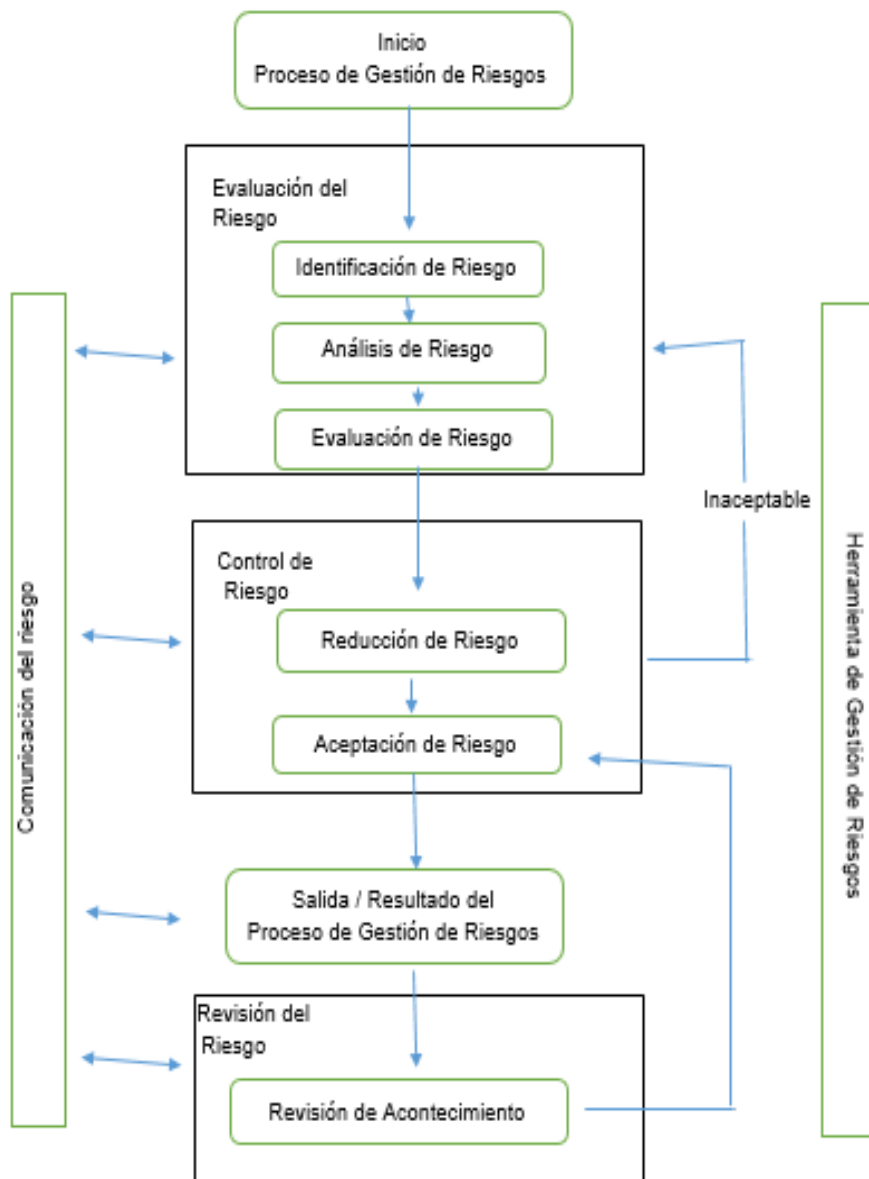 Inicio
Proceso de Gestión de Riesgos
Evaluación del
Riesgo
Identificación de Riesgo
Análisis de Riesgo
Evaluación de Riesgo
Inaceptable
Control de
Riesgo
Reducción de Riesgo
Aceptación de Riesgo
Salida / Resultado del
Proceso de Gestión de Riesgos
Revisión del
Riesgo
Revisión de Acontecimiento
Comunicación del riesgo
Herramienta de Gestión de Riesgos